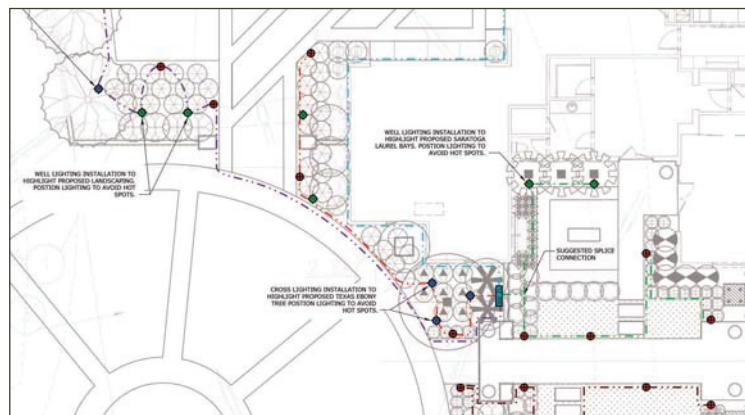 WELL LIGHTING INSTALLATION TO
HIGHLIGHT PROPOSED LANDSCAPING.
POSTION LIGHTING TO AVOID HOT
SPOTS.
WELL LIGHTING INSTALLATION TO
HIGHLIGHT PROPOSED SARATOGA
LAUREL BAYS. POSTION LIGHTING TO
AVOID HOT SPOTS.
SUGGESTED SPLICE
CONNECTION
CROSS LIGHTING INSTALLATION TO
HIGHLIGHT PROPOSED TEXAS EBONY
TREE POSTION LIGHTING TO AVOID
HOT SPOTS.